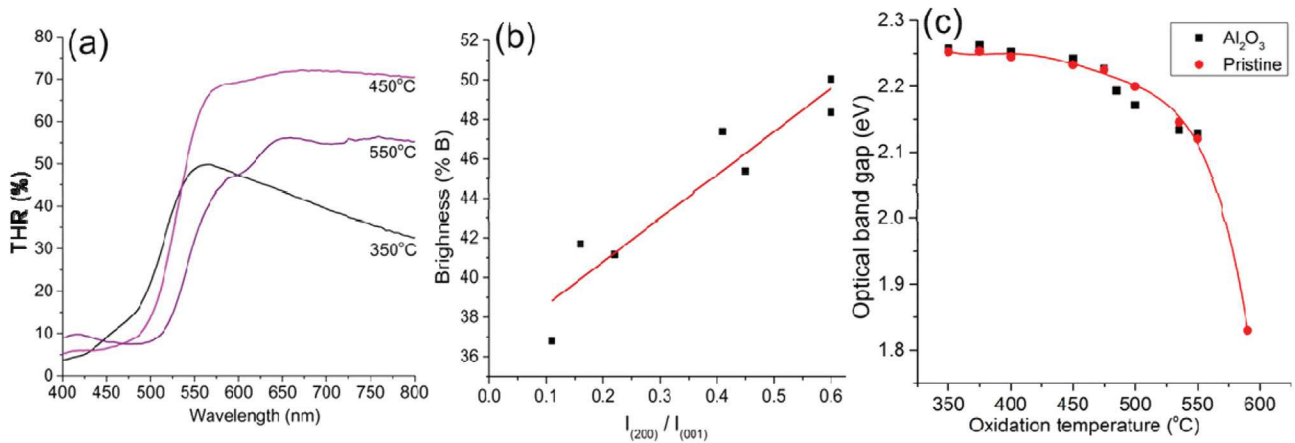 (a)
THR (%)
80
70
60
50
40
30
20
10
0
450°C
550°C
350°C
400 450 500 550 600 650 700 750 800
Wavelength (nm)
(b)
Brighness (% B)
52
50
48
46
44
42
40
38
36
0.0 0.1 0.2 0.3 0.4 0.5 0.6
I(200) / I(001)
(c)
Optical band gap (eV)
2.3
2.2
2.1
2.0
1.9
1.8
Al2O3
Pristine
350 400 450 500 550 600
Oxidation temperature (°C)